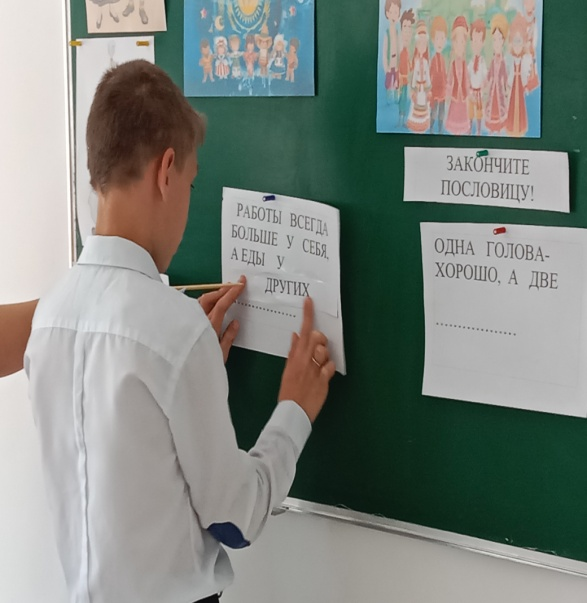 ЗАКОНЧИТЕ
ПОСЛОВИЦУ!
РАБОТЫ ВСЕГДА
БОЛЬШЕ У СЕБЯ,
А ЕДЫ У
ДРУГИХ
....................
ОДНА ГОЛОВА-
ХОРОШО, А ДВЕ
....................